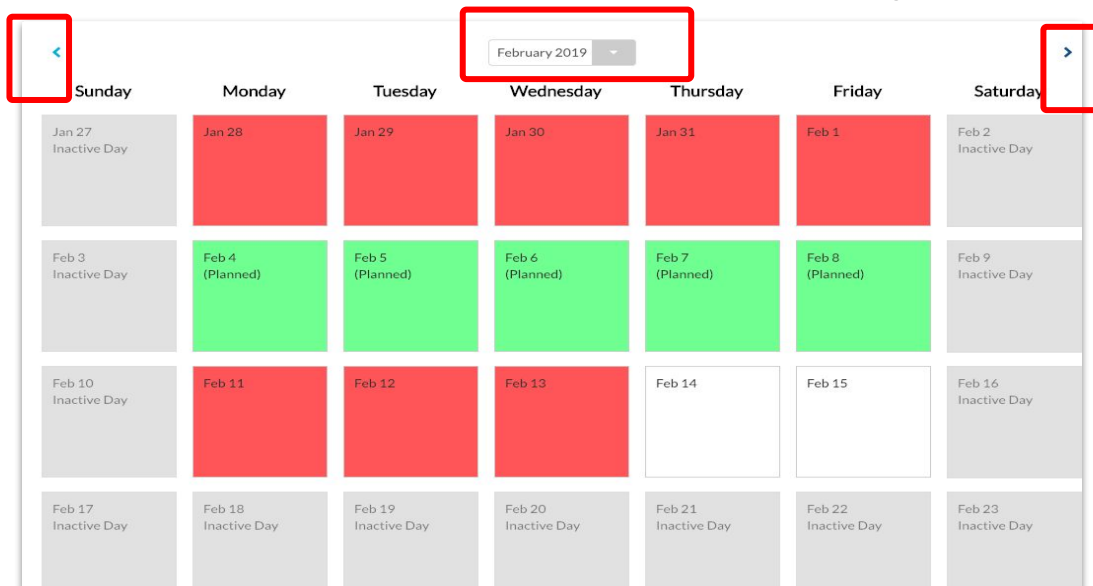 February 2019
Sunday Monday Tuesday Wednesday Thursday Friday Saturday
Jan 27 Jan 28 Jan 29 Jan 30 Jan 31 Feb 1 Feb 2
Inactive Day Inactive Day
Feb 3 Feb 4 Feb 5 Feb 6 Feb 7 Feb 8 Feb 9
Inactive Day (Planned) (Planned) (Planned) (Planned) (Planned) Inactive Day
Feb 10 Feb 11 Feb 12 Feb 13 Feb 14 Feb 15 Feb 16
Inactive Day Inactive Day
Feb 17 Feb 18 Feb 19 Feb 20 Feb 21 Feb 22 Feb 23
Inactive Day Inactive Day Inactive Day Inactive Day Inactive Day Inactive Day Inactive Day